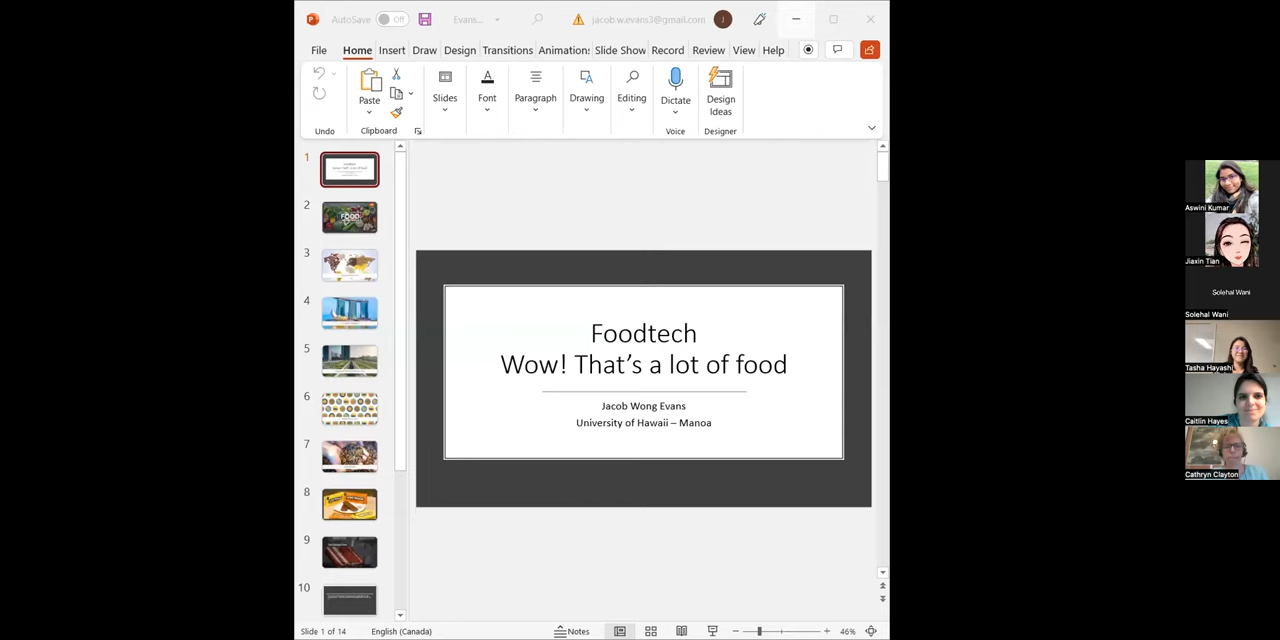 AutoSave Off Evans... jacob.w.evans3@gmail.com J
File Home Insert Draw Design Transitions Animations Slide Show Record Review View Help
Paste Slides Font Paragraph Drawing Editing Dictate Design Ideas
Undo Clipboard Voice Designer
1
2
FOOD
3
4
5
6
7
8
9
10
Foodtech
Wow! That’s a lot of food
Jacob Wong Evans
University of Hawaii – Manoa
Slide 1 of 14 English (Canada) Notes 46%
Aswini Kumar
Jiaxin Tian
Solehal Wani
Solehal Wani
Tasha Hayash
Caitlin Hayes
Cathryn Clayton